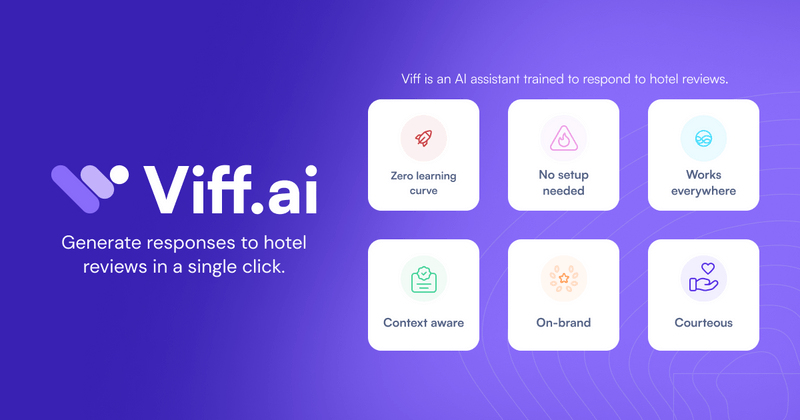 Viff.ai
Generate responses to hotel
reviews in a single click.
Viff is an AI assistant trained to respond to hotel reviews.
Zero learning
curve
No setup
needed
Works
everywhere
Context aware
On-brand
Courteous